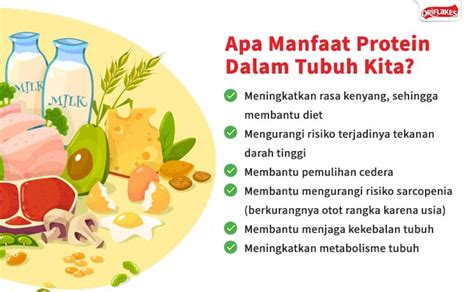 ORIFLAKES
Apa Manfaat Protein
Dalam Tubuh Kita?
Meningkatkan rasa kenyang, sehingga
membantu diet
Mengurangi risiko terjadinya tekanan
darah tinggi
Membantu pemulihan cedera
Membantu mengurangi risiko sarcopenia
(berkurangnya otot rangka karena usia)
Membantu menjaga kekebalan tubuh
Meningkatkan metabolisme tubuh
MILK
MILK